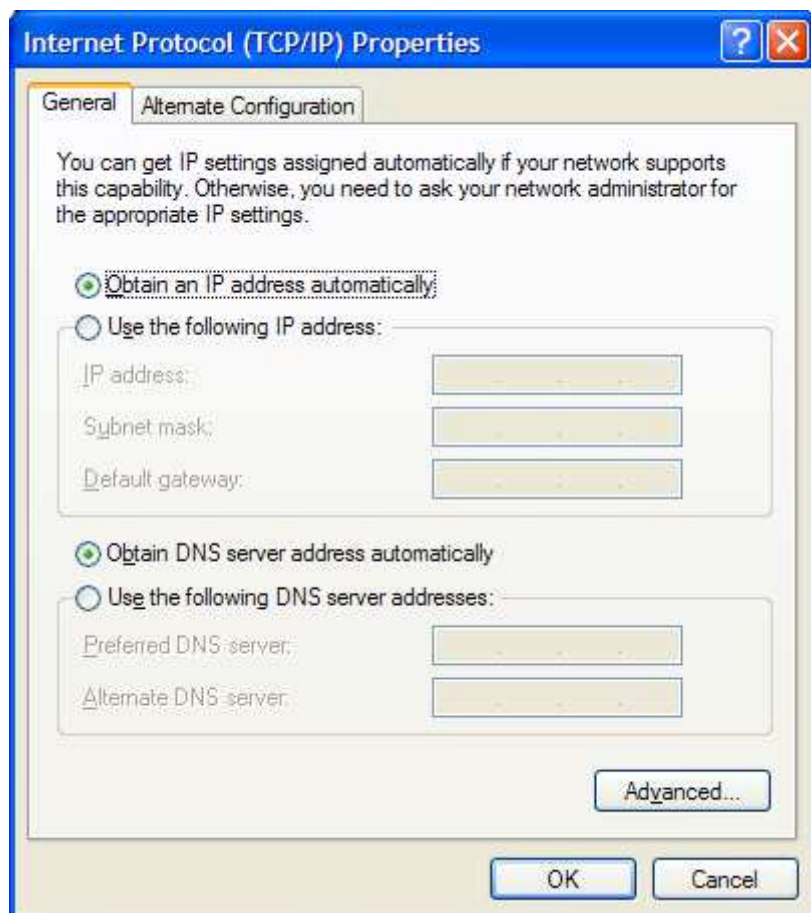 Internet Protocol (TCP/IP) Properties
General
Alternate Configuration
You can get IP settings assigned automatically if your network supports
this capability. Otherwise, you need to ask your network administrator for
the appropriate IP settings.
Obtain an IP address automatically
Use the following IP address:
IP address:
Subnet mask:
Default gateway:
Obtain DNS server address automatically
Use the following DNS server addresses:
Preferred DNS server:
Alternate DNS server:
Advanced...
OK
Cancel